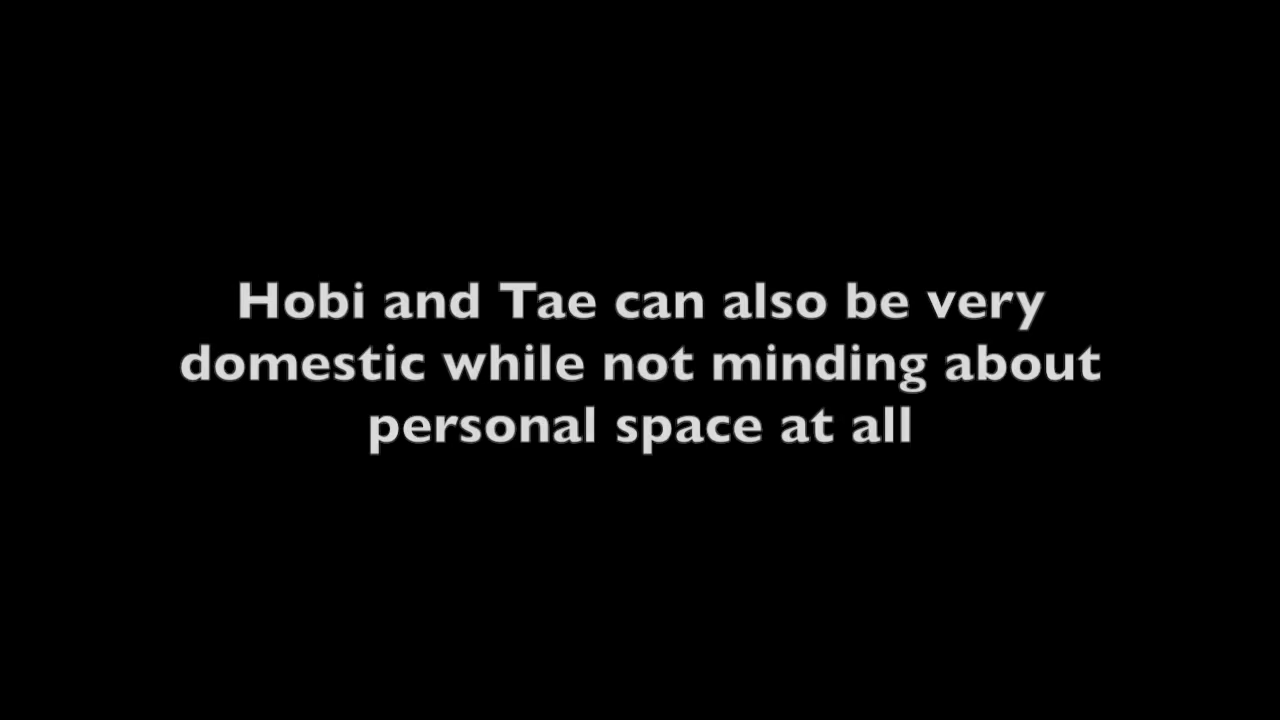 Hobi and Tae can also be very
domestic while not minding about
personal space at all